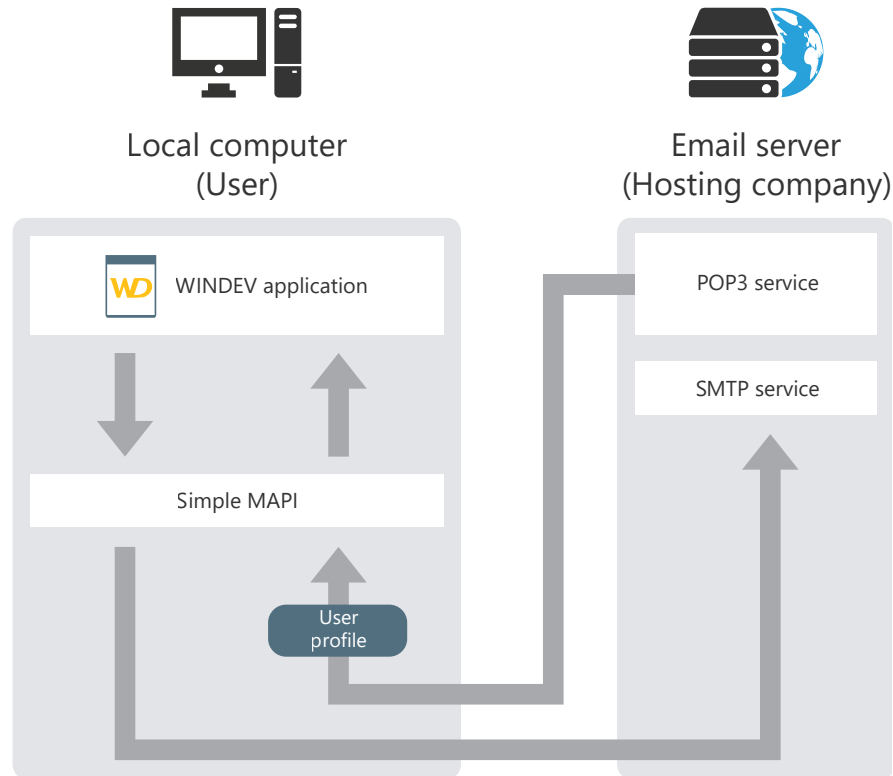 Local computer
(User)
Email server
(Hosting company)
WD
WINDEV application
POP3 service
SMTP service
Simple MAPI
User
profile